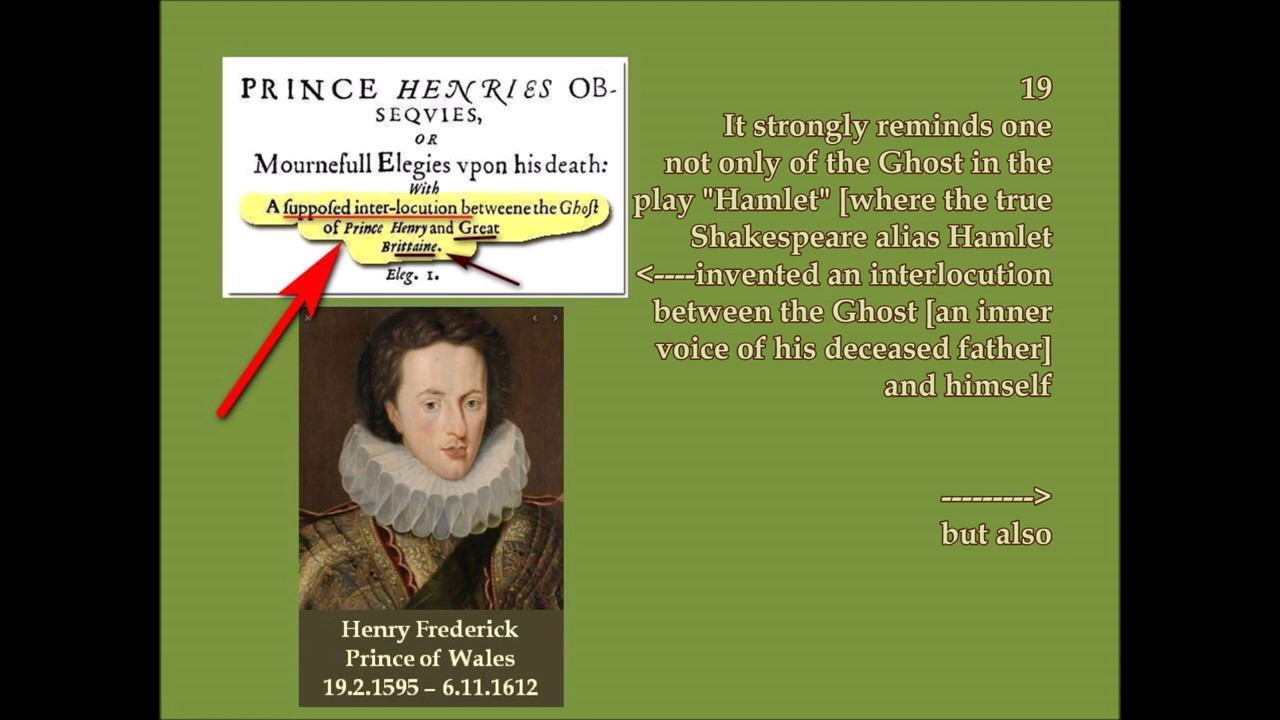 PRINCE HENRIES OB-
SEQVIES,
OR
Mournefull Elegies vpon his death:
With
A ſuppoſed inter-locution betweene the Ghoſt
of Prince Henry and Great
Brittaine.
Eleg. 1.
19
It strongly reminds one
not only of the Ghost in the
play "Hamlet" [where the true
Shakespeare alias Hamlet
<----invented an interlocution
between the Ghost [an inner
voice of his deceased father]
and himself
--------->
but also
Henry Frederick
Prince of Wales
19.2.1595 – 6.11.1612